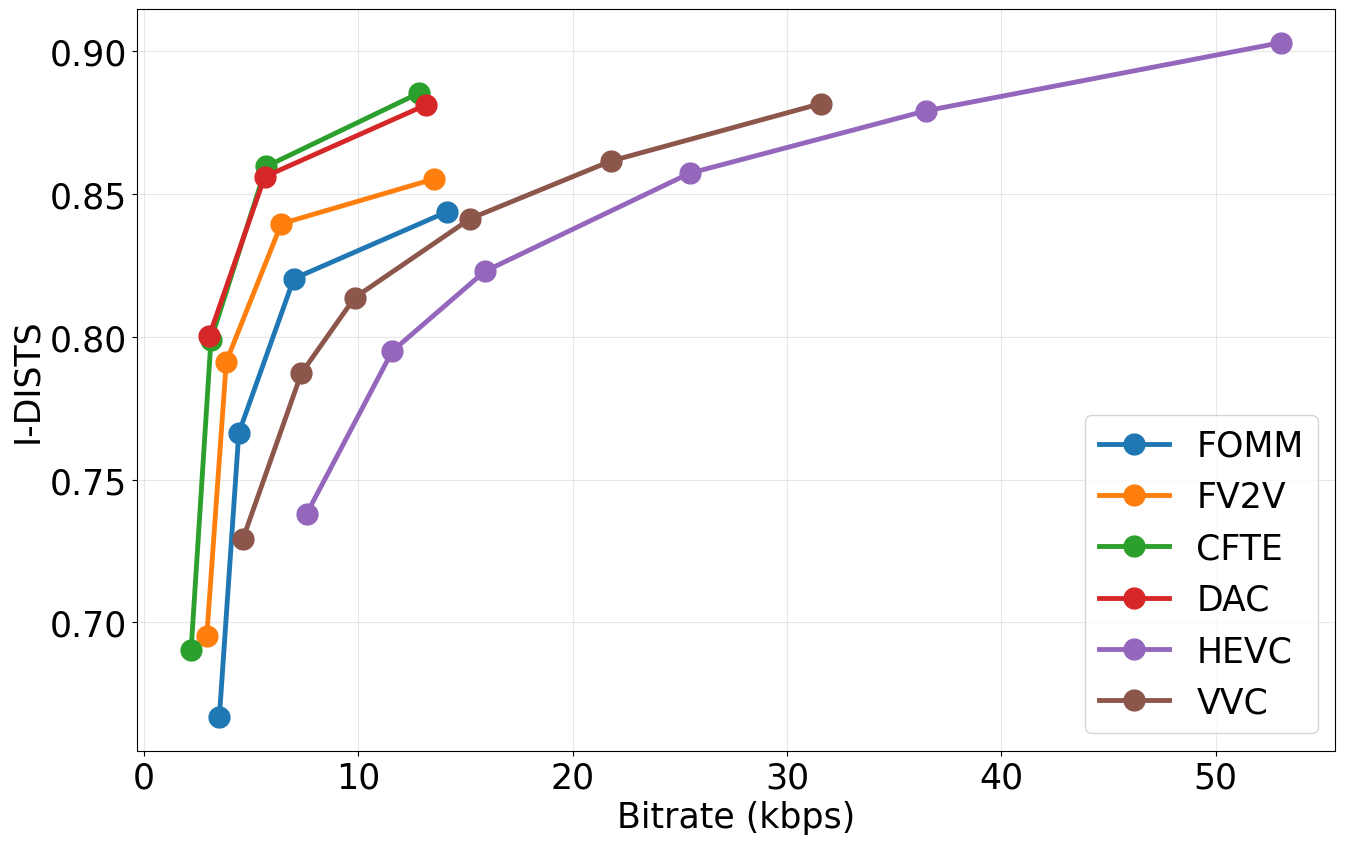 I-DISTS
0.90
0.85
0.80
0.75
0.70
0
10
20
30
40
50
Bitrate (kbps)
FOMM
FV2V
CFTE
DAC
HEVC
VVC